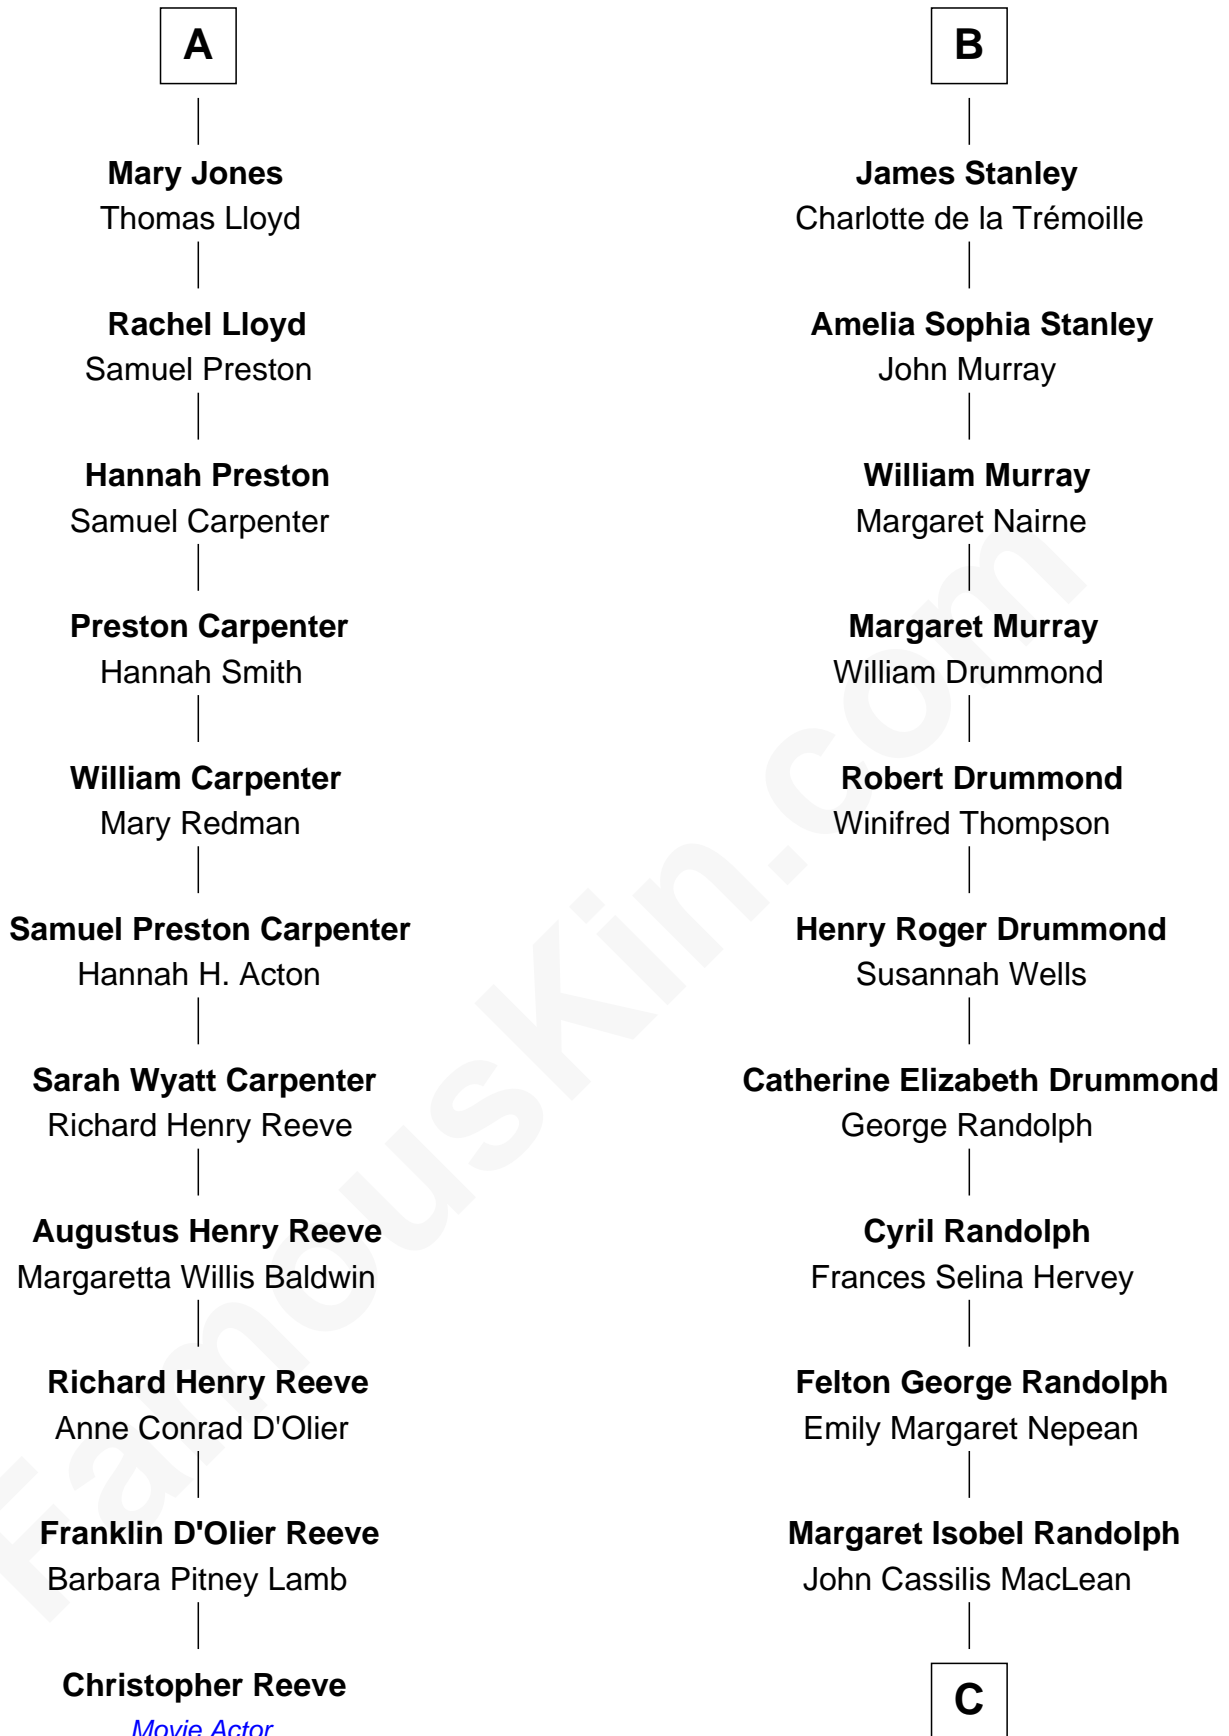 A
Mary Jones
Thomas Lloyd
Rachel Lloyd
Samuel Preston
Hannah Preston
Samuel Carpenter
Preston Carpenter
Hannah Smith
William Carpenter
Mary Redman
Samuel Preston Carpenter
Hannah H. Acton
Sarah Wyatt Carpenter
Richard Henry Reeve
Augustus Henry Reeve
Margaretta Willis Baldwin
Richard Henry Reeve
Anne Conrad D'Olier
Franklin D'Olier Reeve
Barbara Pitney Lamb
Christopher Reeve
Movie Actor
B
James Stanley
Charlotte de la Trémoille
Amelia Sophia Stanley
John Murray
William Murray
Margaret Nairne
Margaret Murray
William Drummond
Robert Drummond
Winifred Thompson
Henry Roger Drummond
Susannah Wells
Catherine Elizabeth Drummond
George Randolph
Cyril Randolph
Frances Selina Hervey
Felton George Randolph
Emily Margaret Nepean
Margaret Isobel Randolph
John Cassilis MacLean
C
FamousKin.com